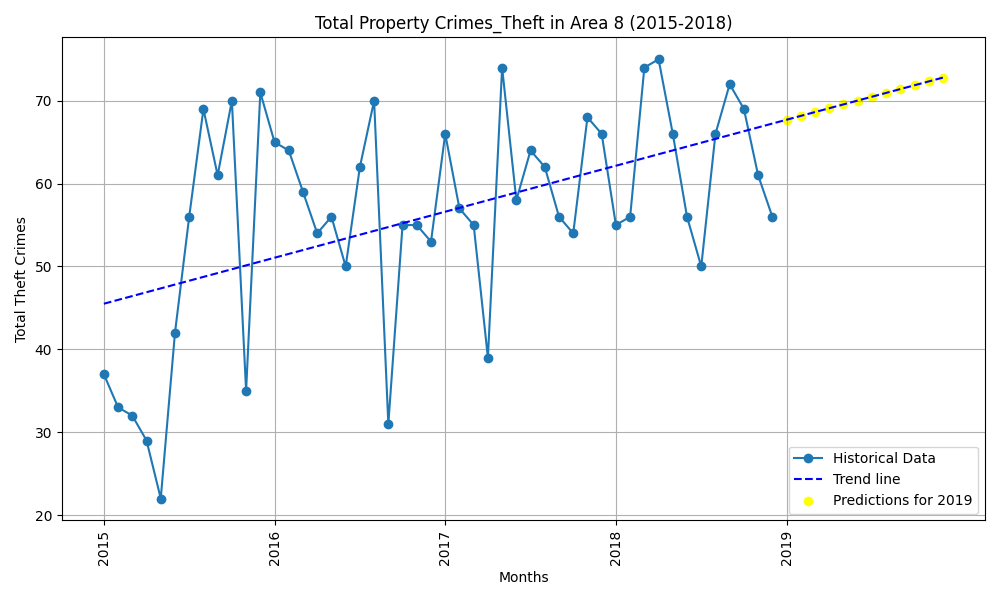 Total Property Crimes_Theft in Area 8 (2015-2018)
Total Theft Crimes
70
60
50
40
30
20
2015
2016
2017
2018
2019
Months
Historical Data
Trend line
Predictions for 2019